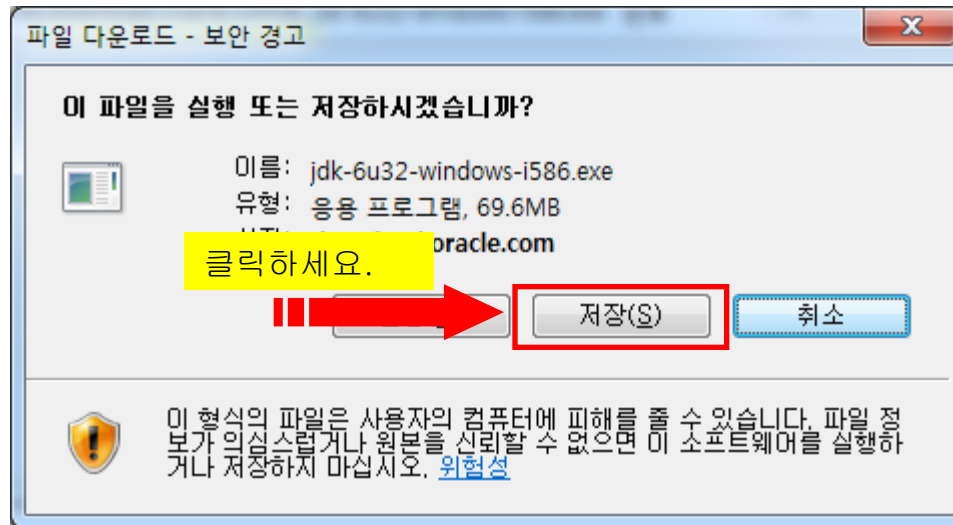 파일 다운로드 - 보안 경고
이 파일을 실행 또는 저장하시겠습니까?
이름: jdk-6u32-windows-i586.exe
유형: 응용 프로그램, 69.6MB
oracle.com
클릭하세요.
저장(S)
취소
이 형식의 파일은 사용자의 컴퓨터에 피해를 줄 수 있습니다. 파일 정
보가 의심스럽거나 원본을 신뢰할 수 없으면 이 소프트웨어를 실행하
거나 저장하지 마십시오. 위험성